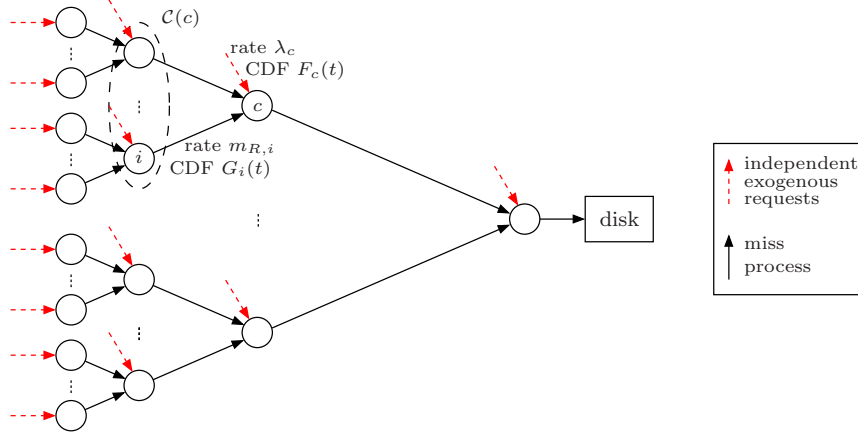 𝒞(c)
rate λ_c
CDF F_c(t)
c
i
rate m_{R,i}
CDF G_i(t)
disk
independent
exogenous
requests
miss
process